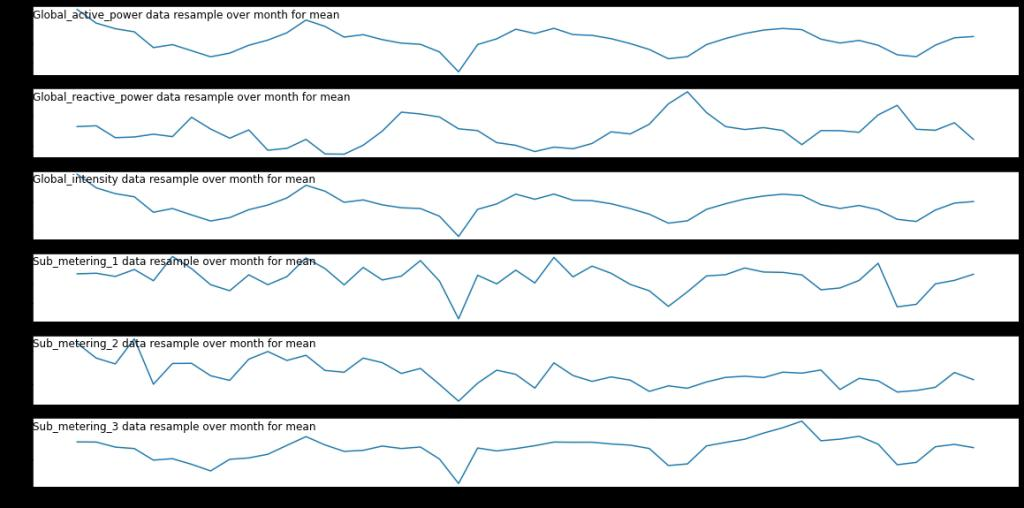 Global_active_power data resample over month for mean
Global_reactive_power data resample over month for mean
Global_intensity data resample over month for mean
Sub_metering_1 data resample over month for mean
Sub_metering_2 data resample over month for mean
Sub_metering_3 data resample over month for mean